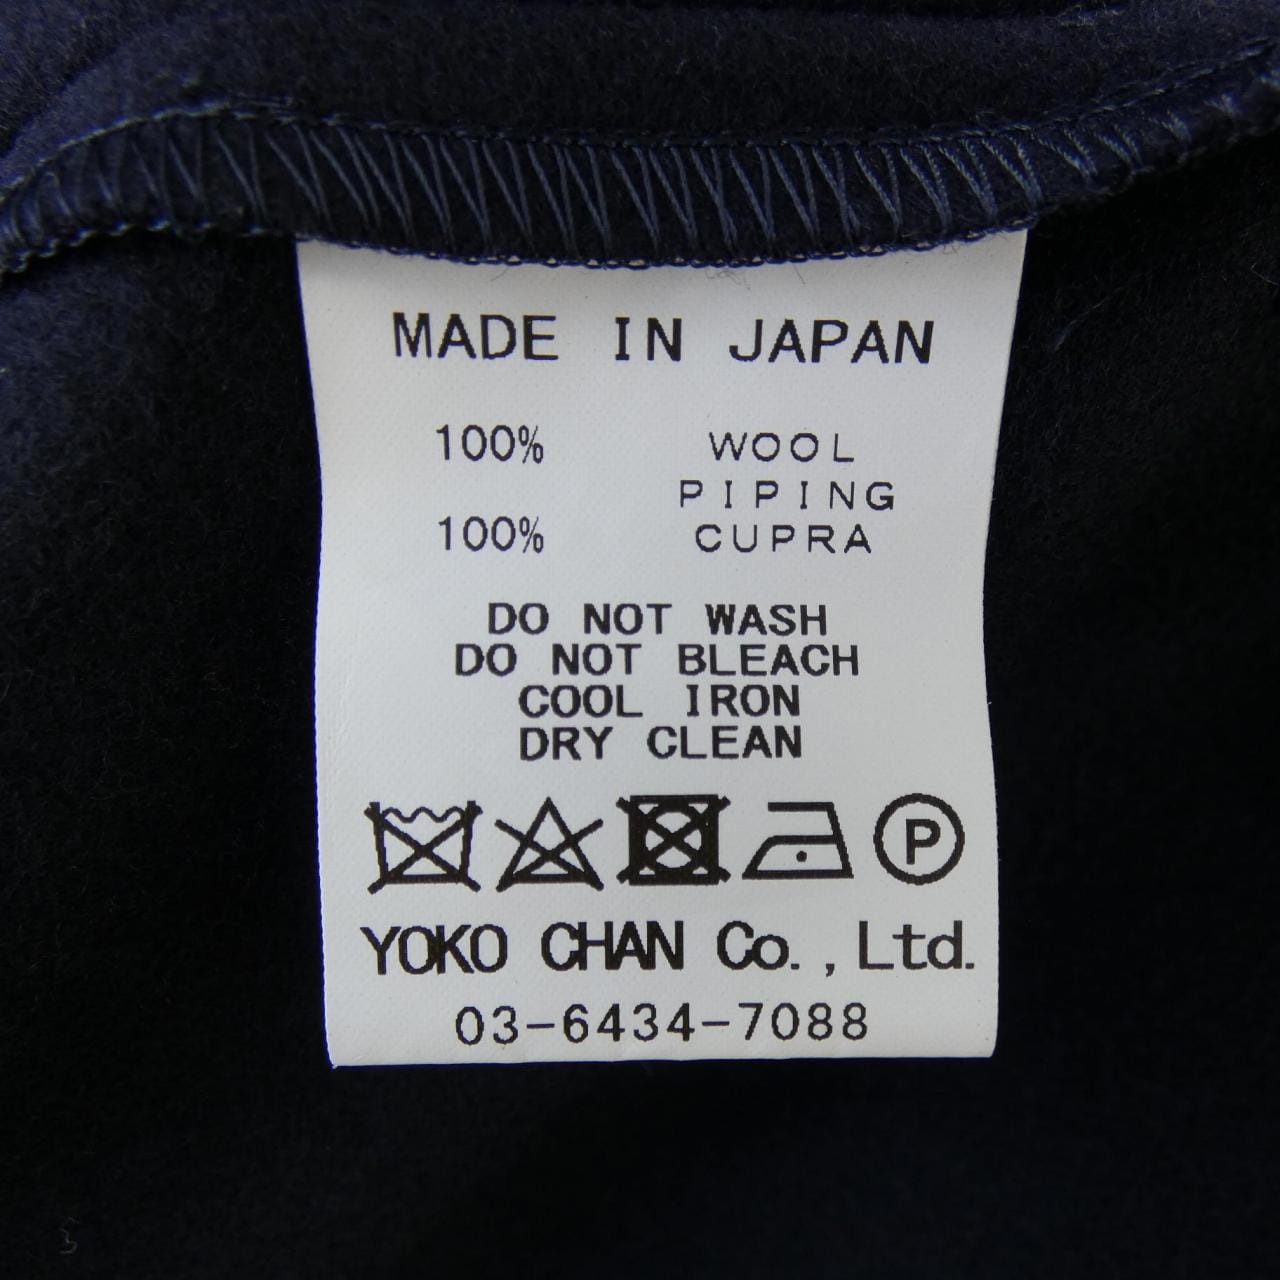 MADE IN JAPAN
100% WOOL
PIPING
100% CUPRA
DO NOT WASH
DO NOT BLEACH
COOL IRON
DRY CLEAN
P
YOKO CHAN Co., Ltd.
03-6434-7088